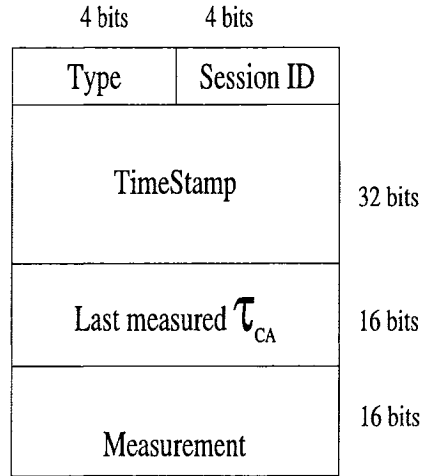 4 bits 4 bits
Type Session ID
TimeStamp
32 bits
Last measured τCA
16 bits
16 bits
Measurement